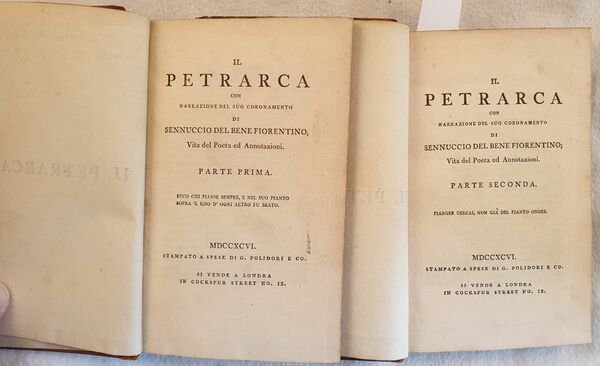 IL
PETRARCA
CON
NARRAZIONE DEL SUO CORONAMENTO
DI
SENNUCCIO DEL BENE FIORENTINO;
Vita del Poeta ed Annotazioni.
PARTE PRIMA.
ECCO CHI PIANSE SEMPRE, E NEL SUO PIANTO
SOPRA 'L RISO D' OGNI ALTRO FU BEATO.
MDCCXCVI.
STAMPATO A SPESE DI G. POLIDORI E CO.
SI VENDE A LONDRA
IN COCKSPUR STREET NO. 12.
IL
PETRARCA
CON
NARRAZIONE DEL SUO CORONAMENTO
DI
SENNUCCIO DEL BENE FIORENTINO;
Vita del Poeta ed Annotazioni.
PARTE SECONDA.
PIANGER CERCAI, NON GIÀ DEL PIANTO ONORE.
MDCCXCVI.
STAMPATO A SPESE DI G. POLIDORI E CO.
SI VENDE A LONDRA
IN COCKSPUR STREET NO. 12.